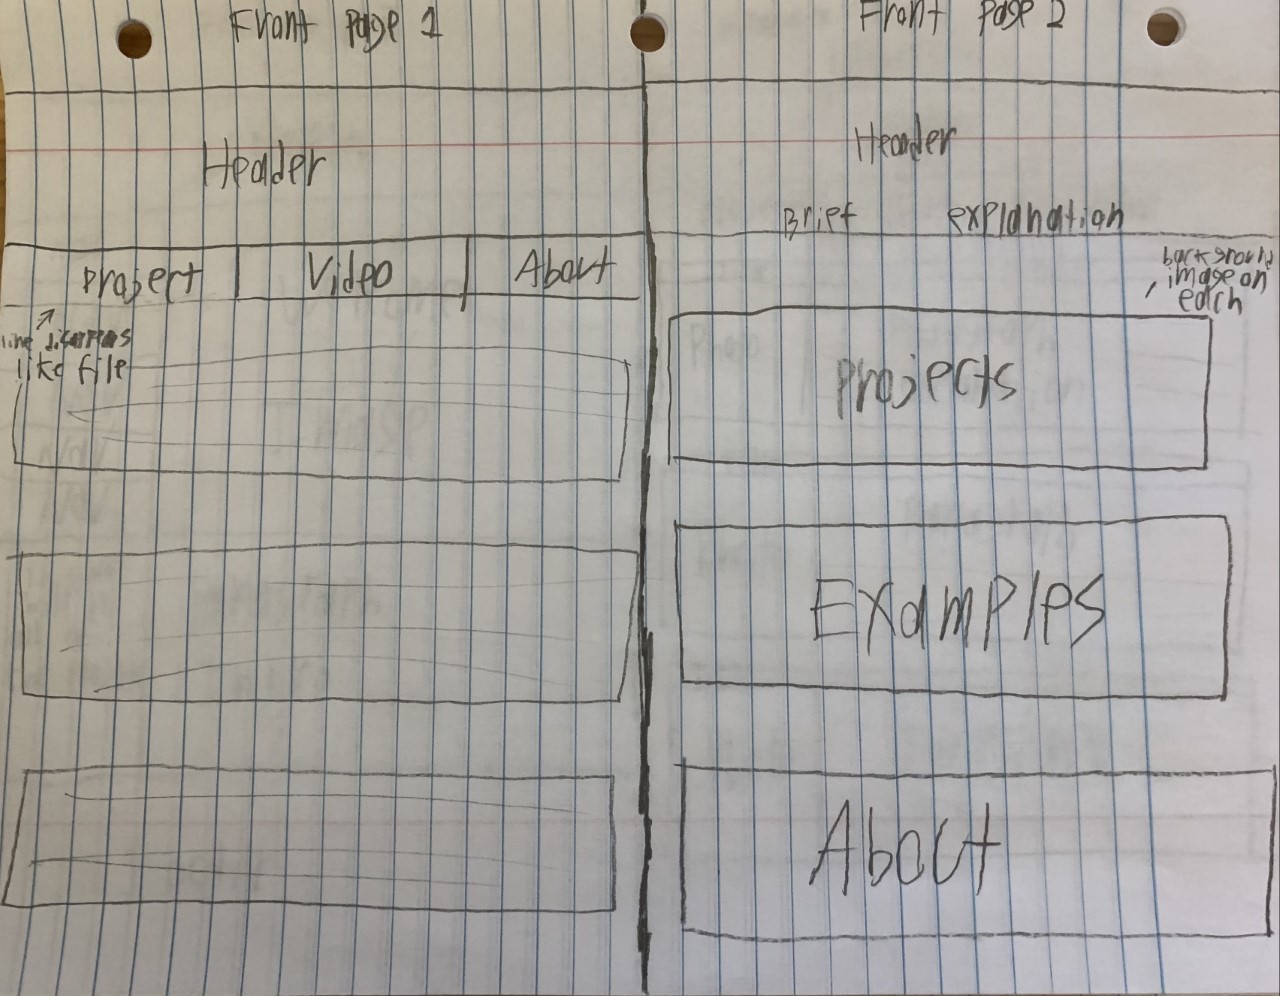 Front page 1
Header
project
Video
About
line disappears
like file
Front page 2
Header
Brief explanation
background
image on
each
projects
Examples
About